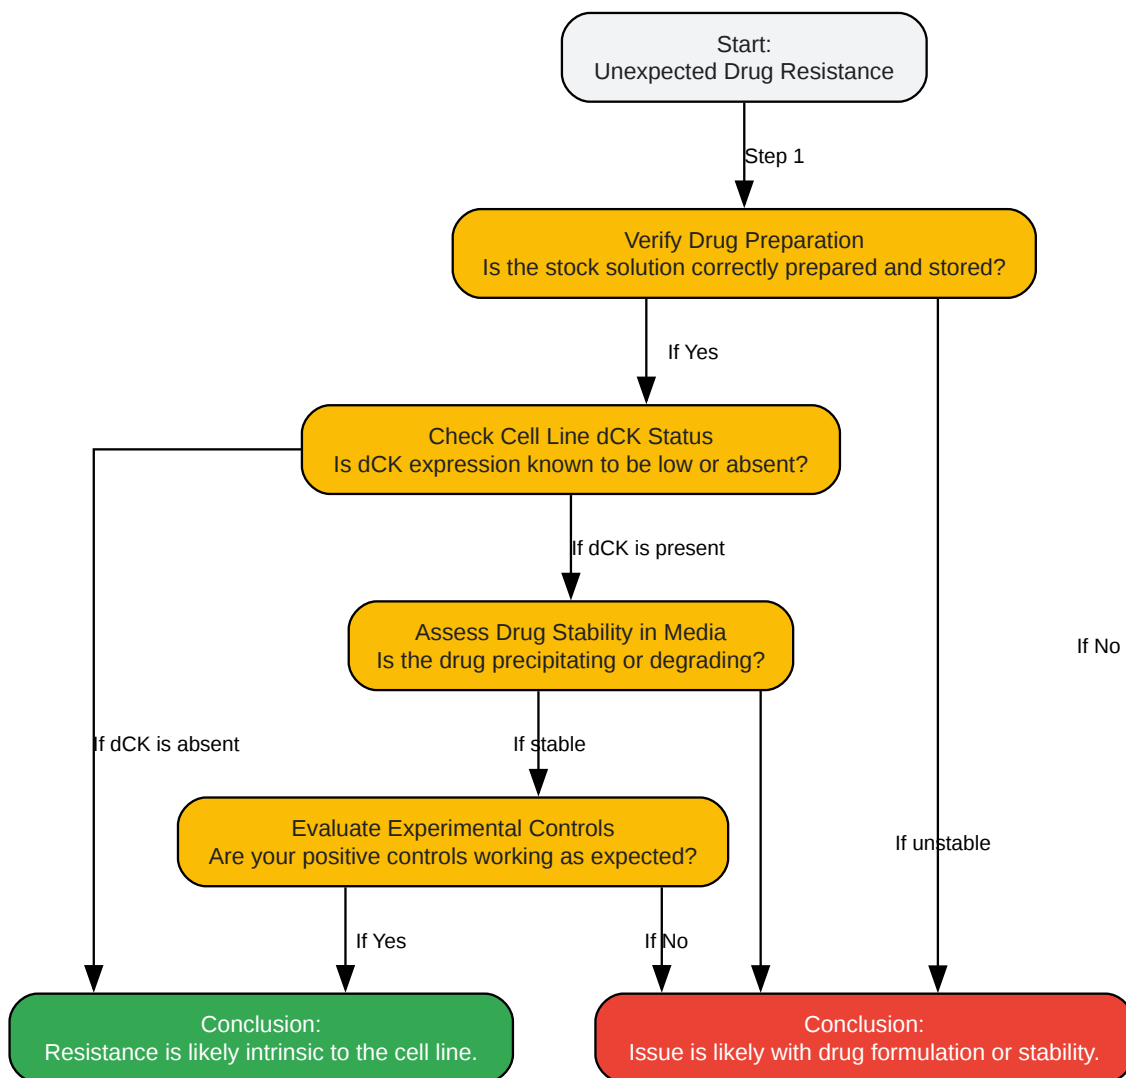 Start:
Unexpected Drug Resistance
Step 1
Verify Drug Preparation
Is the stock solution correctly prepared and stored?
If Yes
Check Cell Line dCK Status
Is dCK expression known to be low or absent?
If dCK is present
Assess Drug Stability in Media
Is the drug precipitating or degrading?
If No
If dCK is absent
If stable
Evaluate Experimental Controls
Are your positive controls working as expected?
If unstable
If Yes
If No
Conclusion:
Resistance is likely intrinsic to the cell line.
Conclusion:
Issue is likely with drug formulation or stability.